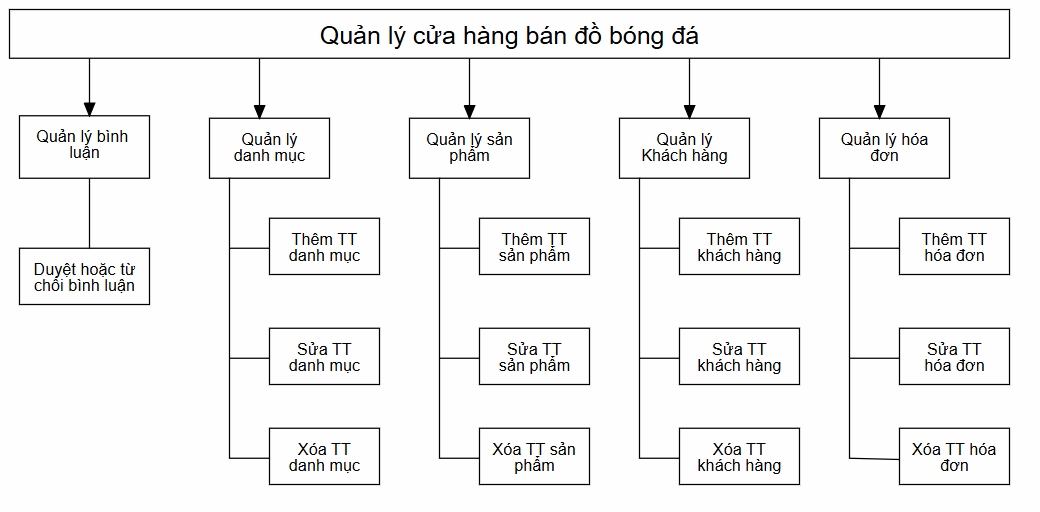 Quản lý cửa hàng bán đồ bóng đá
Quản lý bình
luận
Quản lý
danh mục
Quản lý sản
phẩm
Quản lý
Khách hàng
Quản lý hóa
đơn
Duyệt hoặc từ
chối bình luận
Thêm TT
danh mục
Thêm TT
sản phẩm
Thêm TT
khách hàng
Thêm TT
hóa đơn
Sửa TT
danh mục
Sửa TT
sản phẩm
Sửa TT
khách hàng
Sửa TT
hóa đơn
Xóa TT
danh mục
Xóa TT sản
phẩm
Xóa TT
khách hàng
Xóa TT hóa
đơn